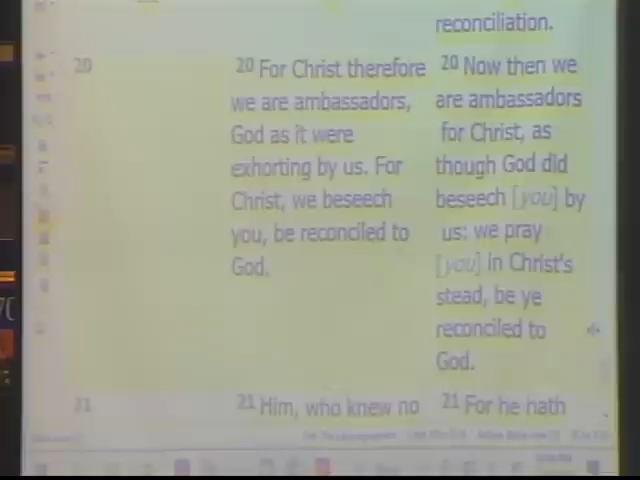 reconciliation.
20
20 For Christ therefore
we are ambassadors,
God as it were
exhorting by us. For
Christ, we beseech
you, be reconciled to
God.
20 Now then we
are ambassadors
for Christ, as
though God did
beseech [you] by
us: we pray
[you] in Christ's
stead, be ye
reconciled to
God.
21
21 Him, who knew no
21 For he hath